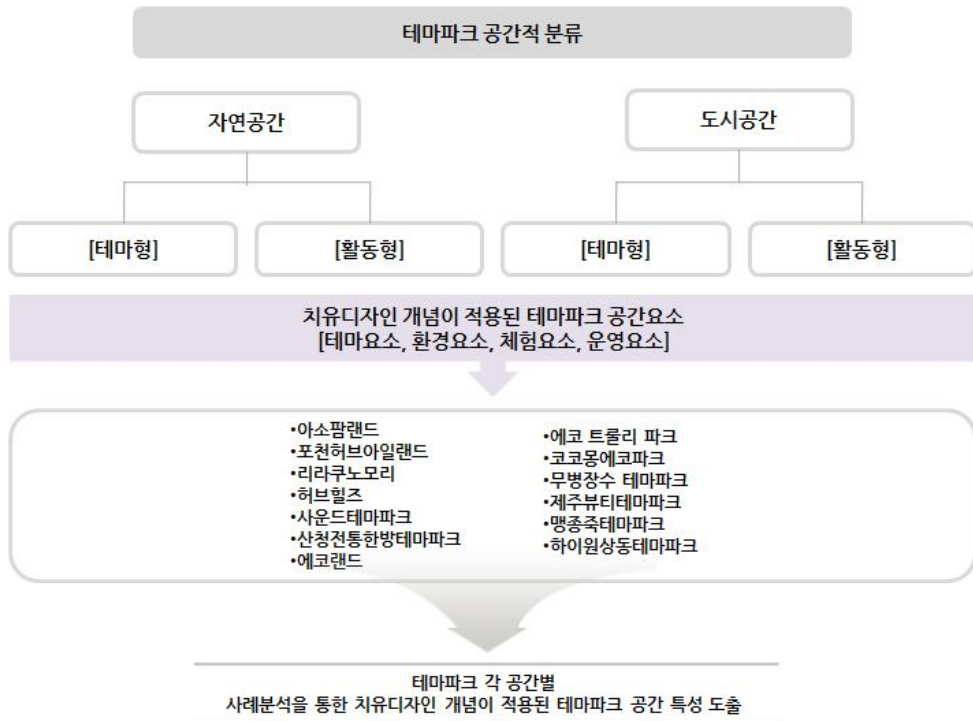 테마파크 공간적 분류
자연공간
도시공간
[테마형]
[활동형]
[테마형]
[활동형]
치유디자인 개념이 적용된 테마파크 공간요소
[테마요소, 환경요소, 체험요소, 운영요소]
•아소팜랜드
•포천허브아일랜드
•리라쿠노모리
•허브힐즈
•사운드테마파크
•산청전통한방테마파크
•에코랜드
•에코 트룰리 파크
•코코몽에코파크
•무병장수 테마파크
•제주뷰티테마파크
•맹종죽테마파크
•하이원상동테마파크
테마파크 각 공간별
사례분석을 통한 치유디자인 개념이 적용된 테마파크 공간 특성 도출